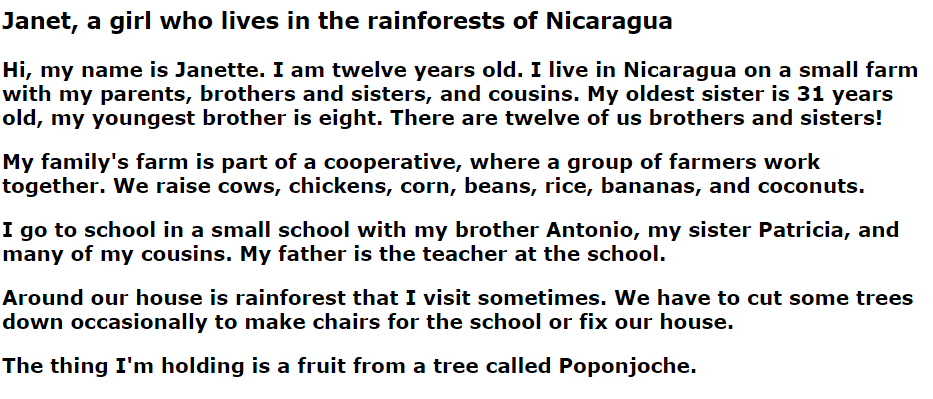 Janet, a girl who lives in the rainforests of Nicaragua
Hi, my name is Janette. I am twelve years old. I live in Nicaragua on a small farm
with my parents, brothers and sisters, and cousins. My oldest sister is 31 years
old, my youngest brother is eight. There are twelve of us brothers and sisters!
My family's farm is part of a cooperative, where a group of farmers work
together. We raise cows, chickens, corn, beans, rice, bananas, and coconuts.
I go to school in a small school with my brother Antonio, my sister Patricia, and
many of my cousins. My father is the teacher at the school.
Around our house is rainforest that I visit sometimes. We have to cut some trees
down occasionally to make chairs for the school or fix our house.
The thing I'm holding is a fruit from a tree called Poponjoche.